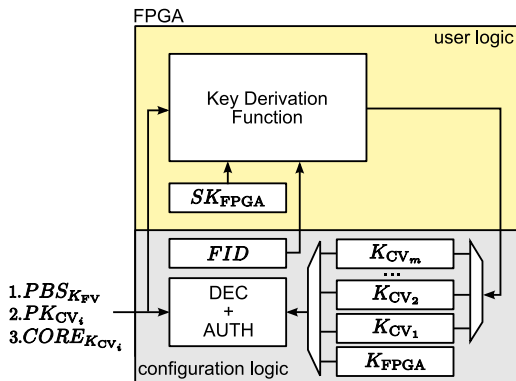 FPGA
user logic
Key Derivation
Function
SK_FPGA
FID
K_CV_m
...
DEC
+
AUTH
K_CV_2
K_CV_1
K_FPGA
1.PBS_K_FV
2.PK_CV_i
3.CORE_K_CV_i
configuration logic